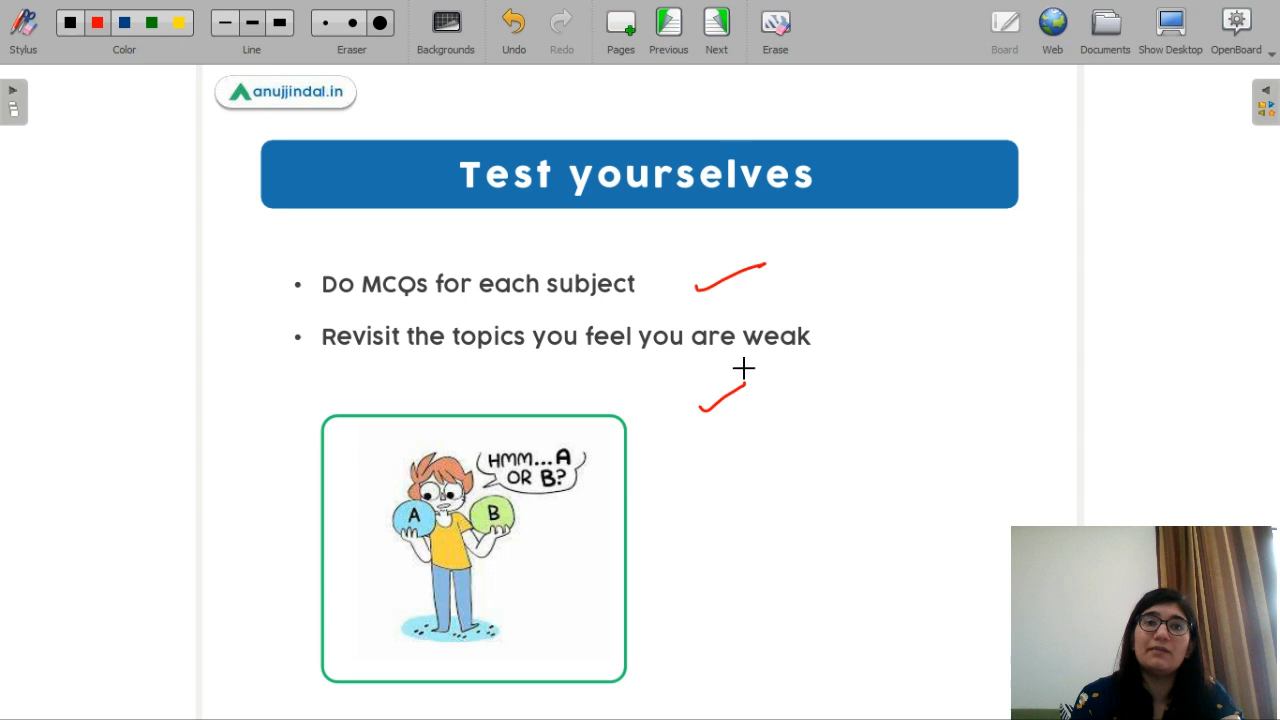 Stylus
Color
Line
Eraser
Backgrounds
Undo
Redo
Pages
Previous
Next
Erase
Board
Web
Documents
Show Desktop
OpenBoard
anujjindal.in
Test yourselves
• Do MCQs for each subject
• Revisit the topics you feel you are weak
HMM...A
OR B?
A
B